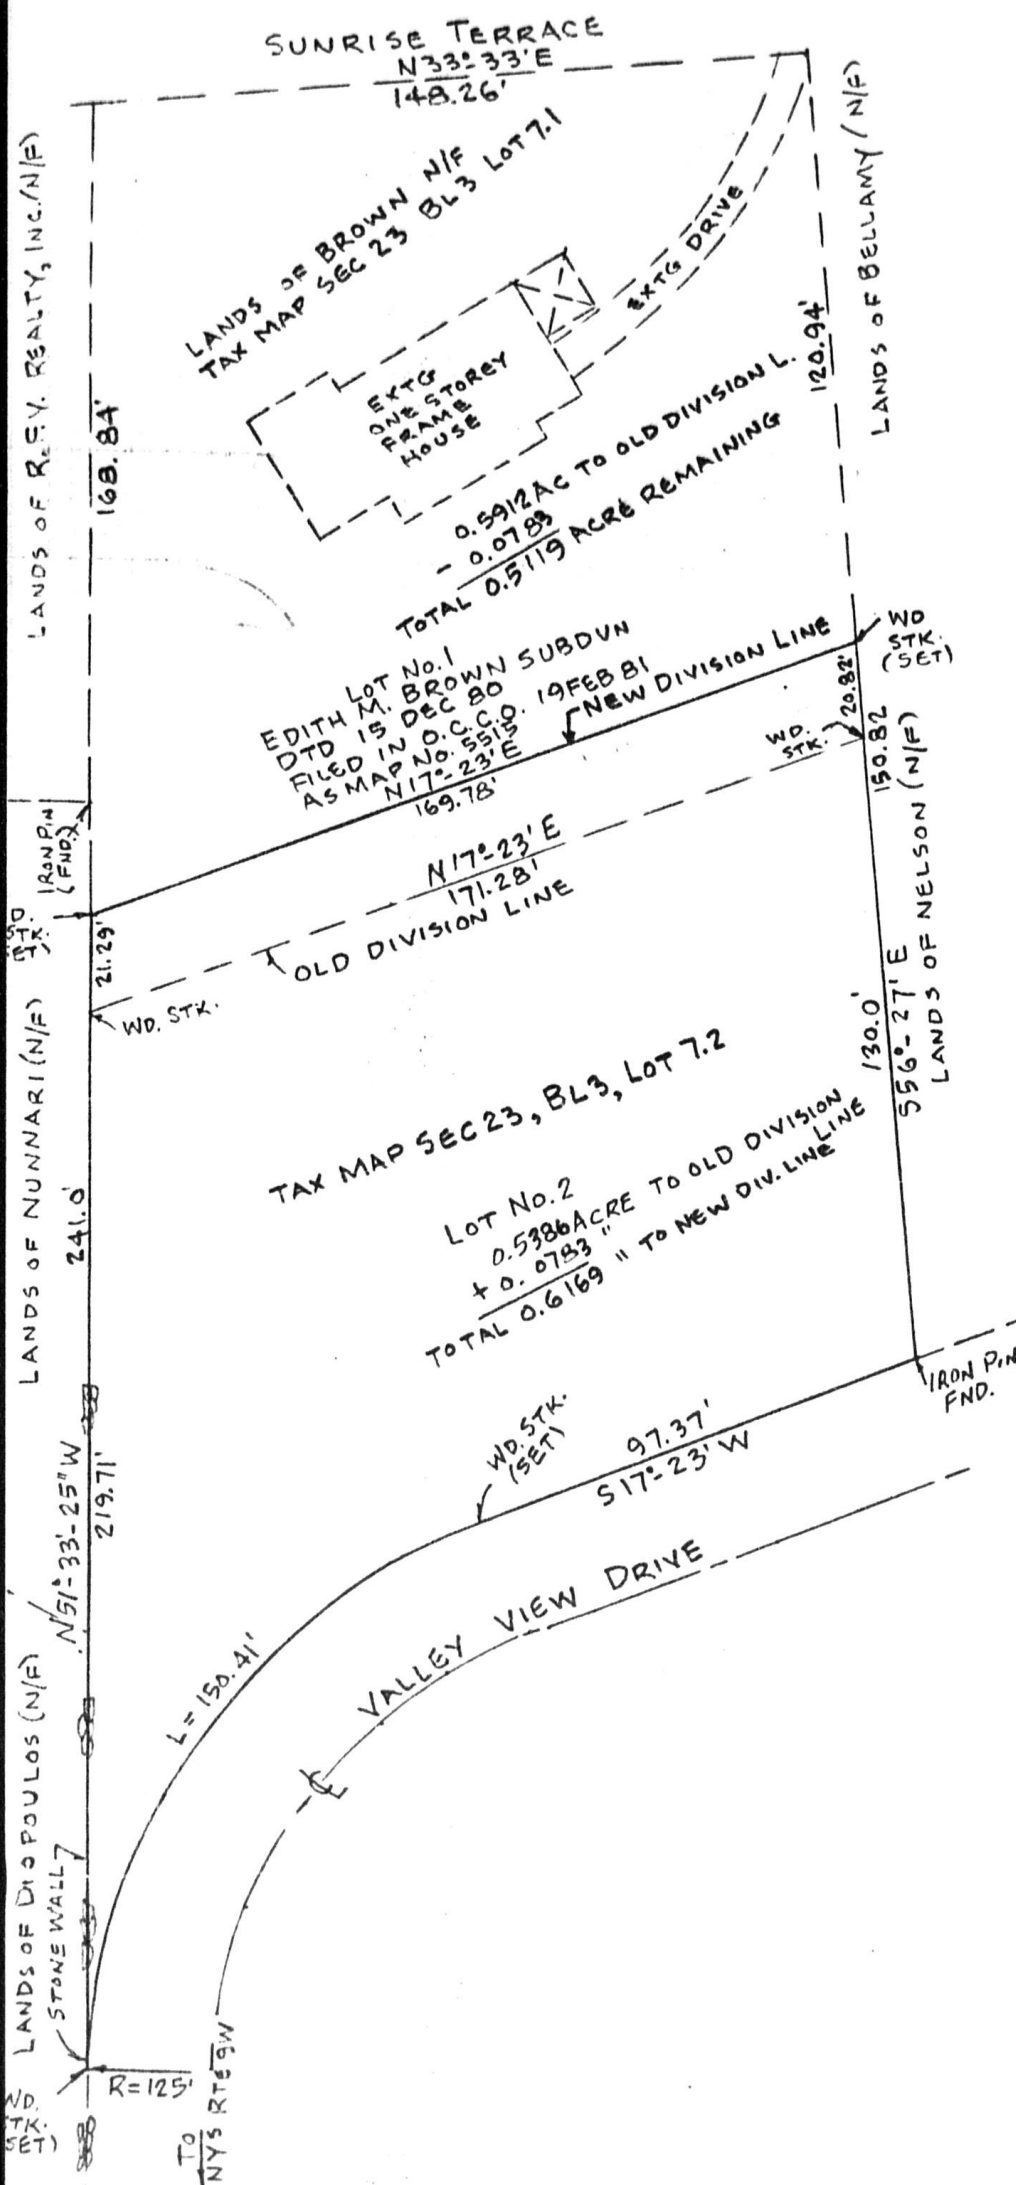 SUNRISE TERRACE
N33°-33'E
148.26'
LANDS OF BROWN N/F
TAX MAP SEC 23 BL3 LOT 7.1
LANDS OF BELLAMY (N/F)
EXTG DRIVE
120.94'
LANDS OF R.F.V. REALTY, INC. (N/F)
168.84'
EXTG
ONE STOREY
FRAME
HOUSE
0.5912 AC TO OLD DIVISION L.
- 0.0783
TOTAL 0.5119 ACRE REMAINING
LOT No. 1
EDITH M. BROWN SUBDVN
DTD 15 DEC 80
FILED IN O.C.C.O. 19 FEB 81
AS MAP No. 5515
NEW DIVISION LINE
N17°-23'E
169.78'
WD
STK.
(SET)
20.82'
WD.
STK.
150.82
N17°-23'E
171.28'
OLD DIVISION LINE
IRON PIN
(FND.)
21.29'
WD. STK.
LANDS OF NELSON (N/F)
130.0'
S56°-27'E
LANDS OF NUNNARI (N/F)
241.0'
TAX MAP SEC 23, BL3, LOT 7.2
LOT No. 2
0.5386 ACRE TO OLD DIVISION
LINE
+ 0.0783 "
TOTAL 0.6169 " TO NEW DIV. LINE
IRON PIN
FND.
WD. STK.
(SET)
97.37'
S17°-23'W
N51°-33'-25"W
219.71'
VALLEY VIEW DRIVE
L=150.41'
LANDS OF DIOPOULOS (N/F)
STONE WALL
R=125'
SET)
TO
NYS RTE 9W